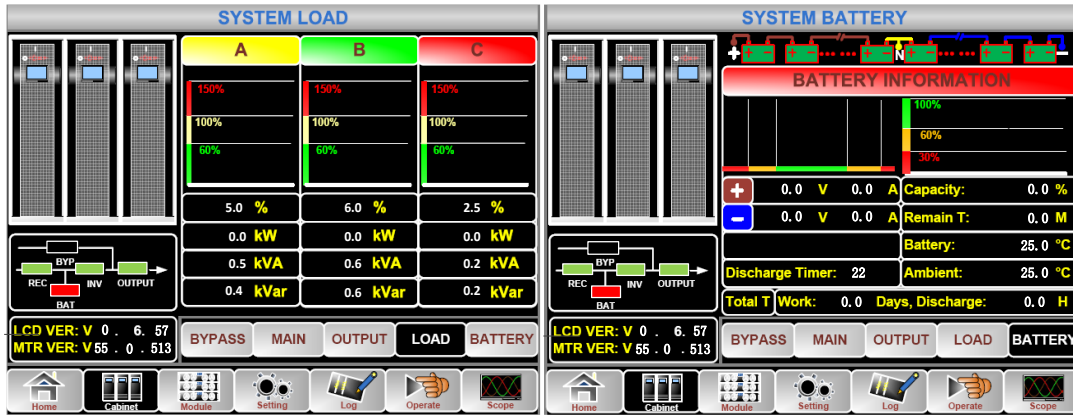 SYSTEM LOAD
A B C
150% 150% 150%
100% 100% 100%
60% 60% 60%
5.0 % 6.0 % 2.5 %
0.0 kW 0.0 kW 0.0 kW
0.5 kVA 0.6 kVA 0.2 kVA
0.4 kVar 0.6 kVar 0.2 kVar
BYP
REC INV OUTPUT
BAT
LCD VER: V 0 . 6. 57
MTR VER: V 55 . 0 . 513
BYPASS MAIN OUTPUT LOAD BATTERY
Home Cabinet Module Setting Log Operate Scope
SYSTEM BATTERY
+ + - + - + - N + - + - + - -
BATTERY INFORMATION
100%
60%
30%
+ 0.0 V 0.0 A Capacity: 0.0 %
- 0.0 V 0.0 A Remain T: 0.0 M
Battery: 25.0 °C
Discharge Timer: 22 Ambient: 25.0 °C
Total T Work: 0.0 Days, Discharge: 0.0 H
BYP
REC INV OUTPUT
BAT
LCD VER: V 0 . 6. 57
MTR VER: V 55 . 0 . 513
BYPASS MAIN OUTPUT LOAD BATTERY
Home Cabinet Module Setting Log Operate Scope